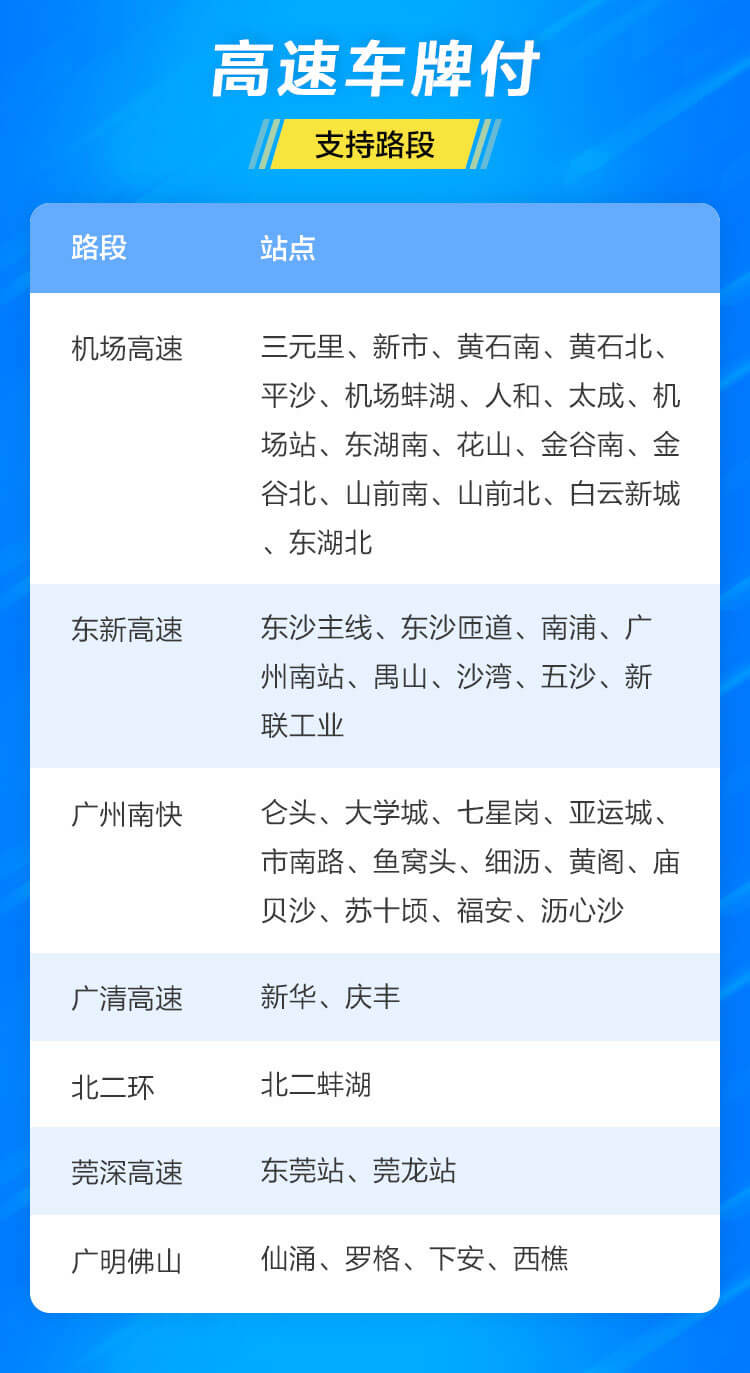 高速车牌付
支持路段
路段 站点
机场高速 三元里、新市、黄石南、黄石北、
平沙、机场蚌湖、人和、太成、机
场站、东湖南、花山、金谷南、金
谷北、山前南、山前北、白云新城
、东湖北
东新高速 东沙主线、东沙匝道、南浦、广
州南站、禺山、沙湾、五沙、新
联工业
广州南快 仑头、大学城、七星岗、亚运城、
市南路、鱼窝头、细沥、黄阁、庙
贝沙、苏十顷、福安、沥心沙
广清高速 新华、庆丰
北二环 北二蚌湖
莞深高速 东莞站、莞龙站
广明佛山 仙涌、罗格、下安、西樵